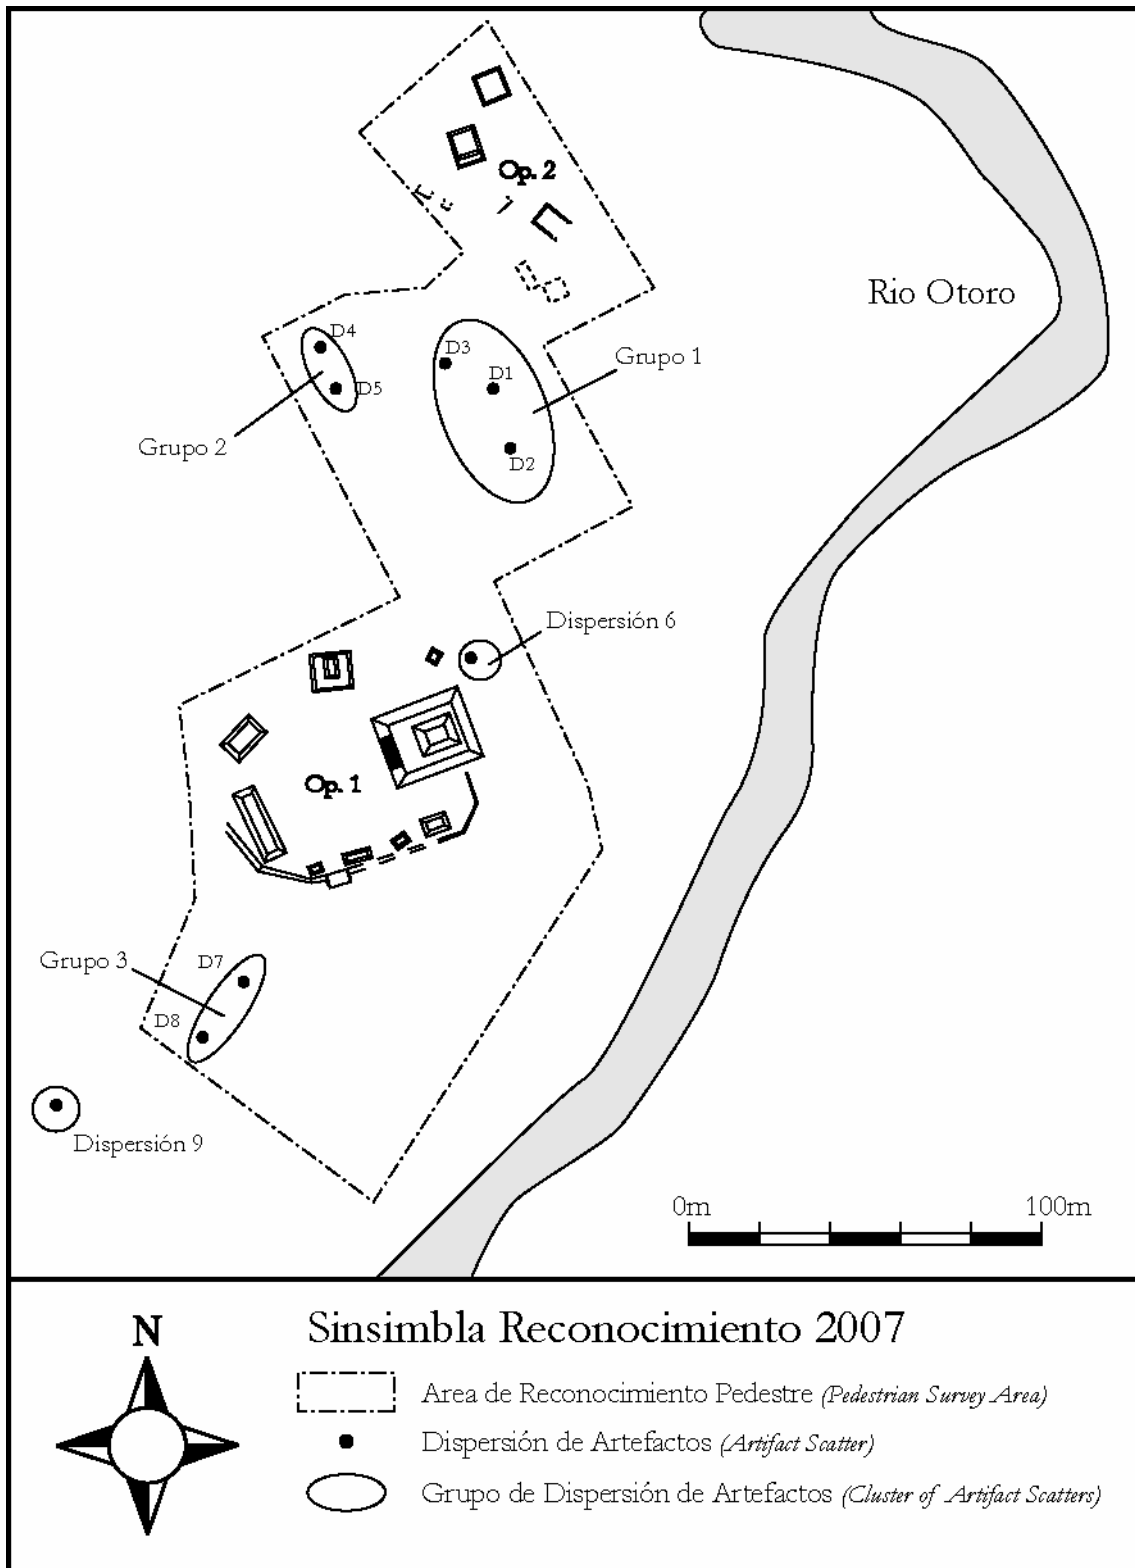 Op. 2
Rio Otoro
D4
D3
Grupo 1
D1
D5
Grupo 2
D2
Dispersión 6
Op. 1
Grupo 3
D7
D8
Dispersión 9
0m
100m
N
Sinsimbla Reconocimiento 2007
Area de Reconocimiento Pedestre (Pedestrian Survey Area)
Dispersión de Artefactos (Artifact Scatter)
Grupo de Dispersión de Artefactos (Cluster of Artifact Scatters)